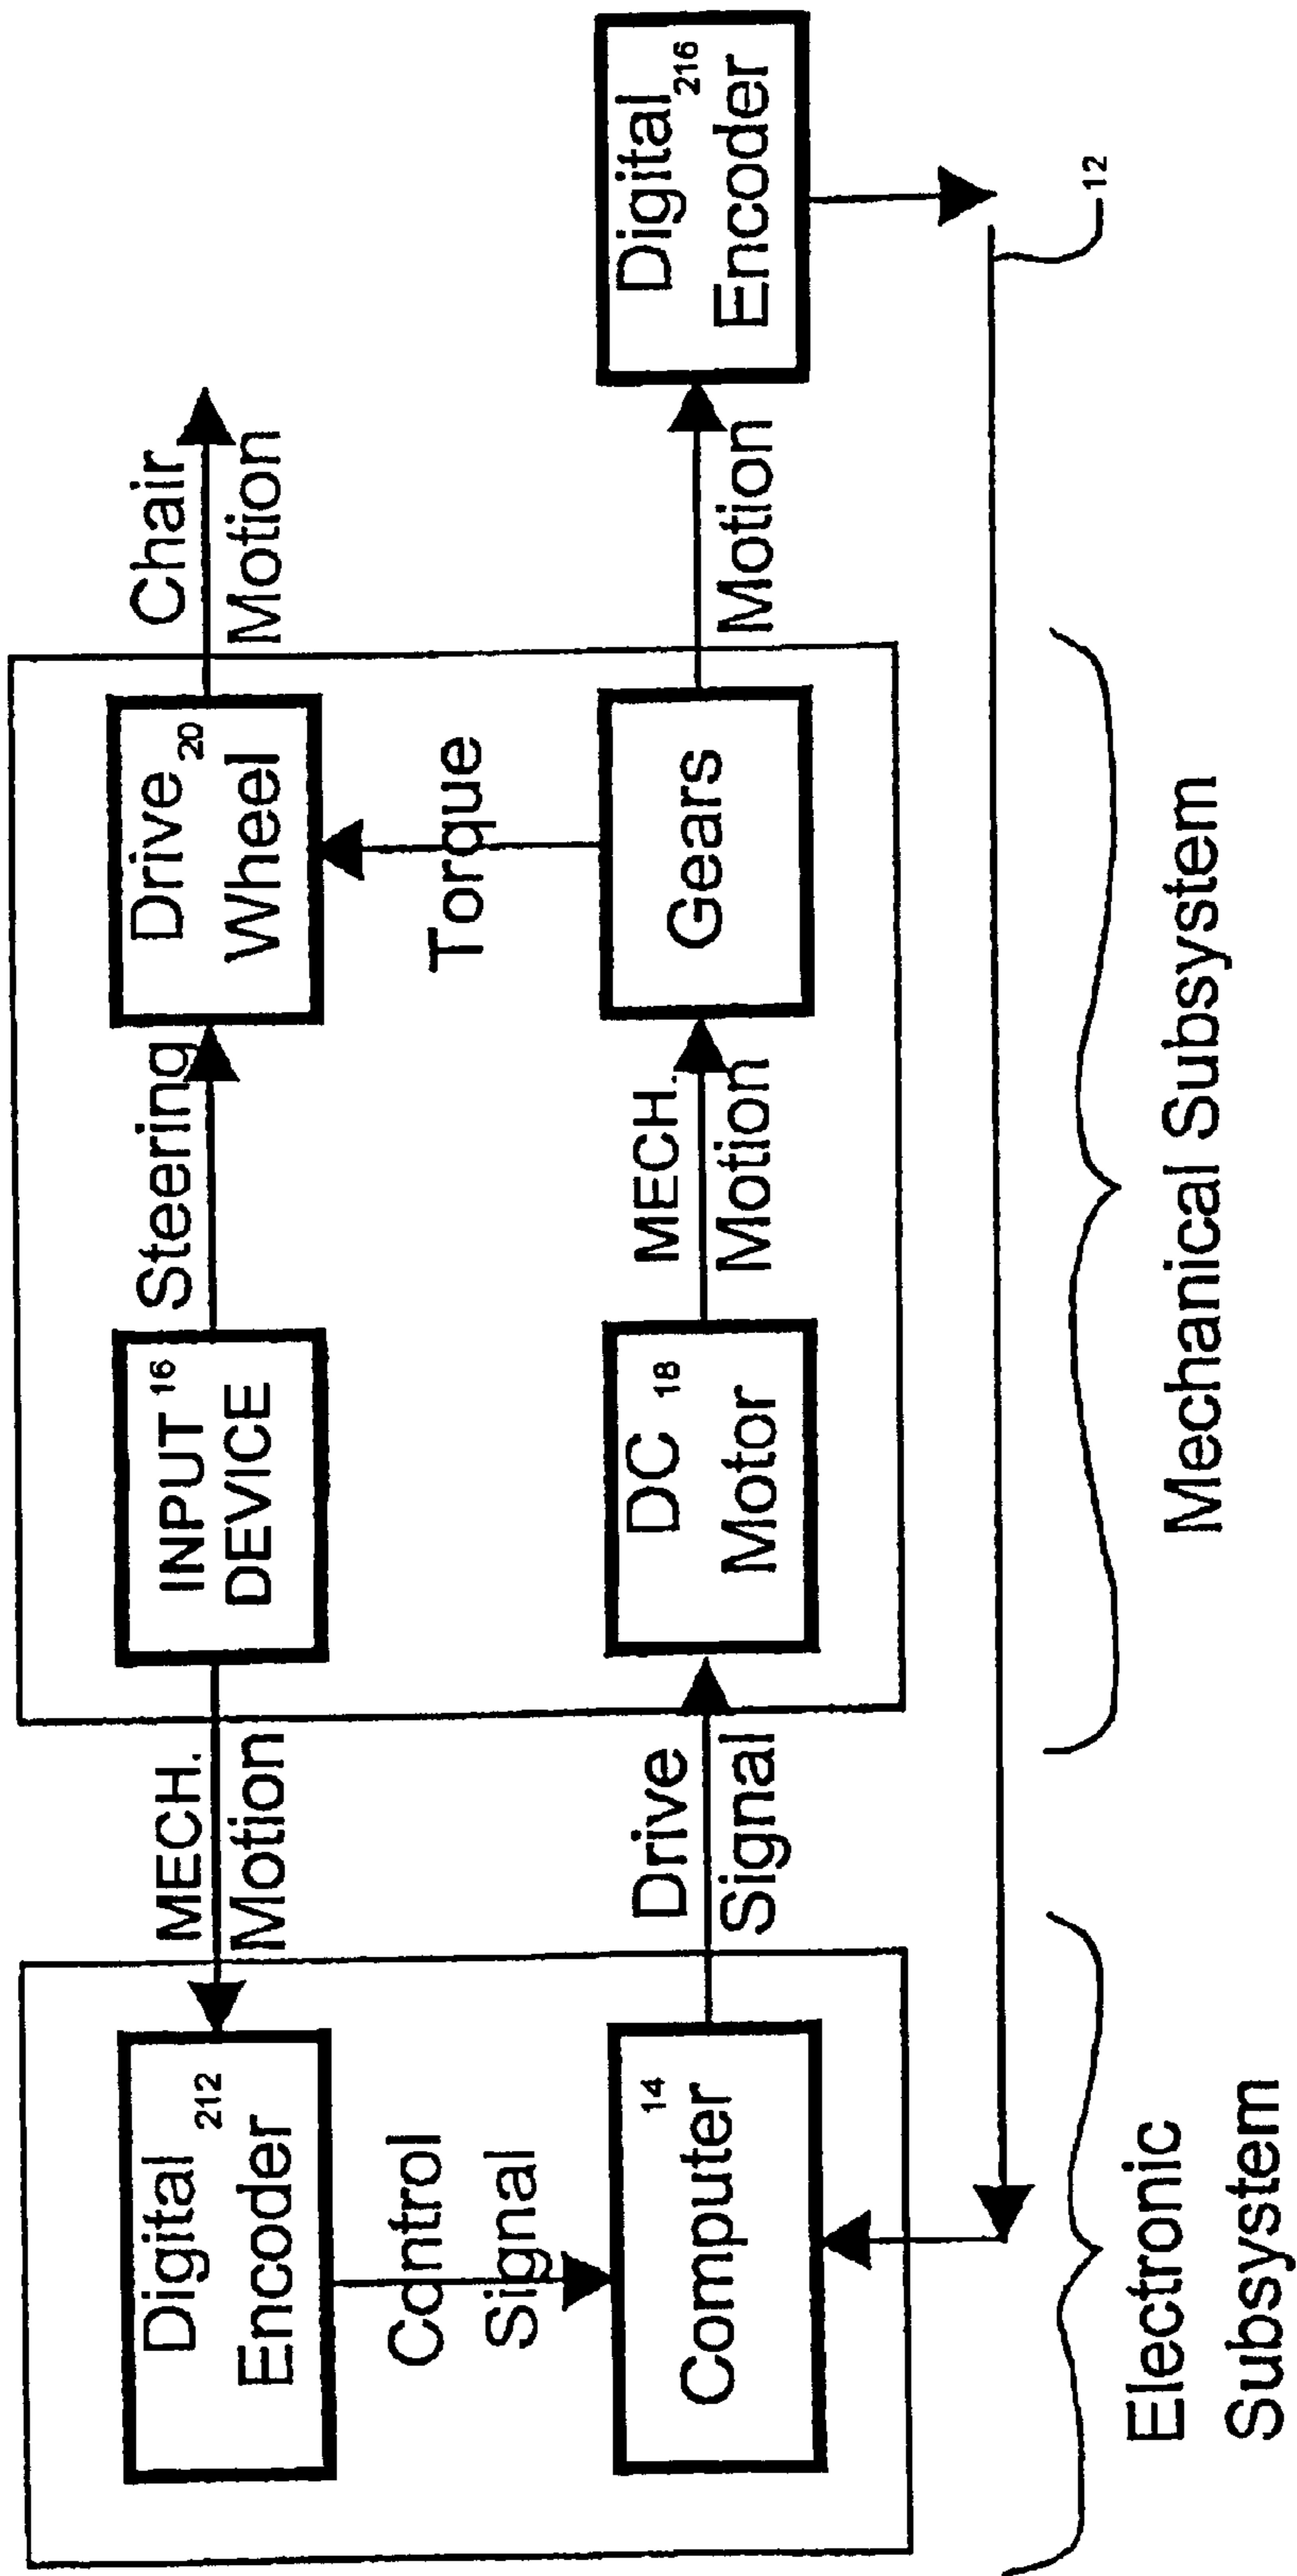 Digital
212
Encoder
MECH.
Motion
INPUT 16
DEVICE
Steering
Drive
20
Wheel
Chair
Motion
Control
Signal
Torque
14
Computer
Drive
Signal
DC 18
Motor
MECH.
Motion
Gears
Motion
Digital
216
Encoder
12
Electronic
Subsystem
Mechanical Subsystem